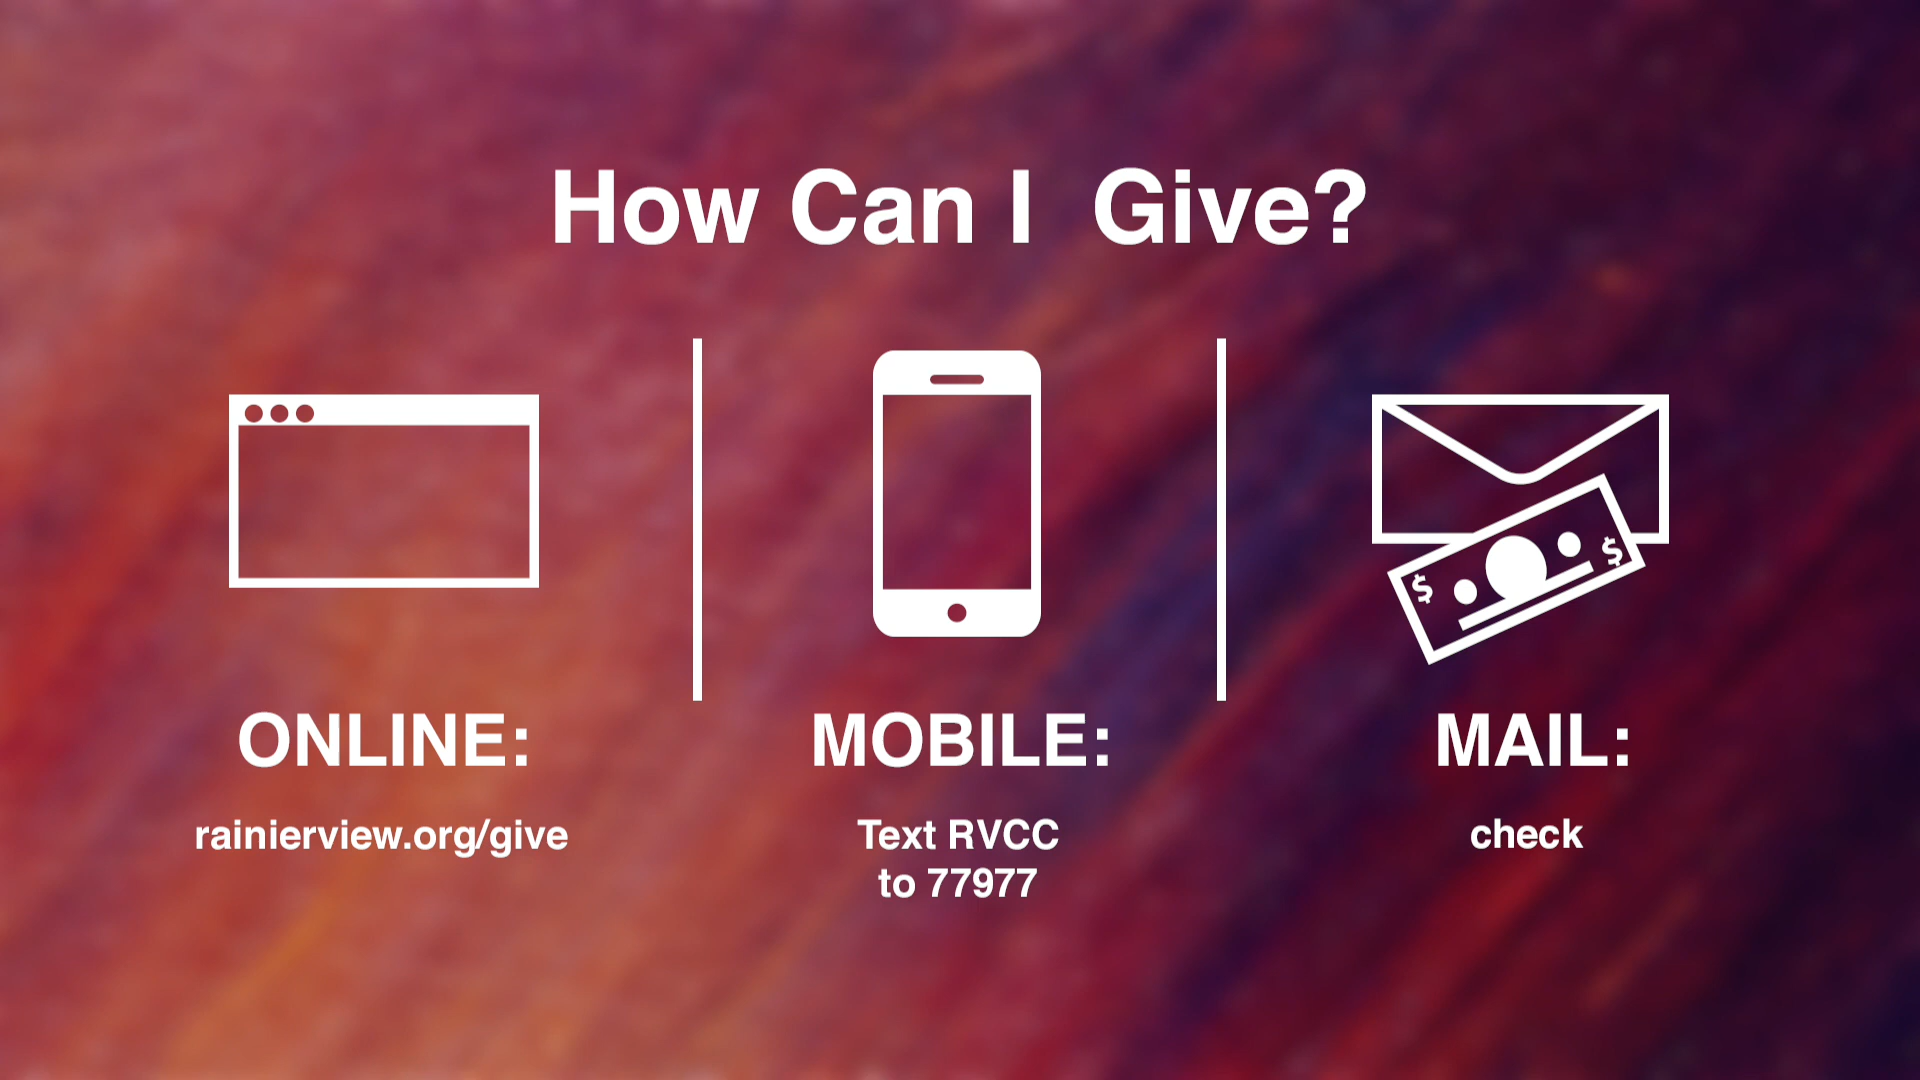 How Can I  Give?
ONLINE:
rainierview.org/give
MOBILE:
Text RVCC
to 77977
$ $
MAIL:
check